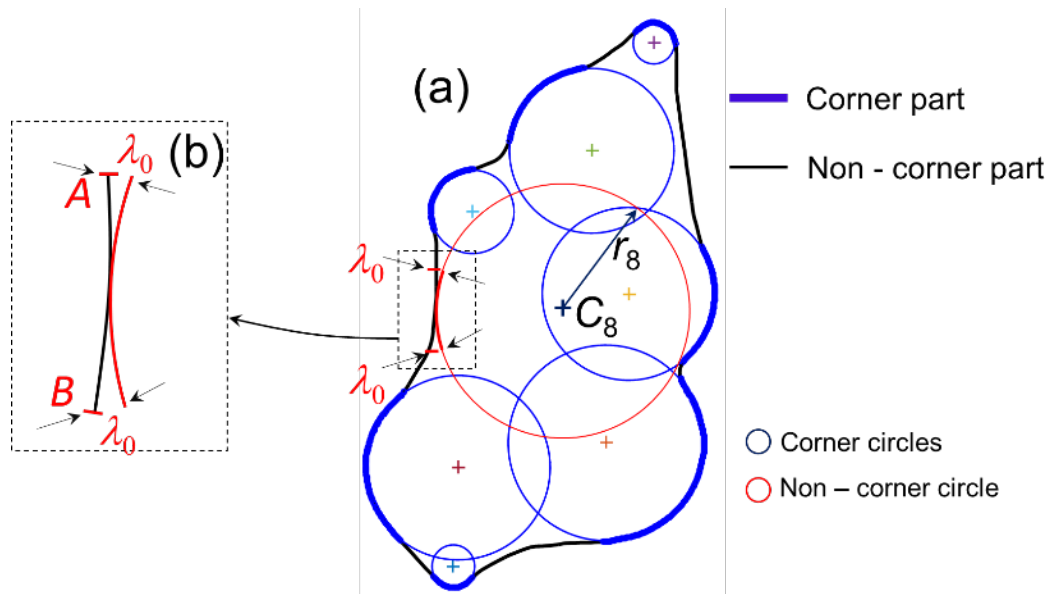 (a)
Corner part
Non - corner part
(b)
λ₀
A
B
λ₀
λ₀
λ₀
r₈
C₈
Corner circles
Non – corner circle